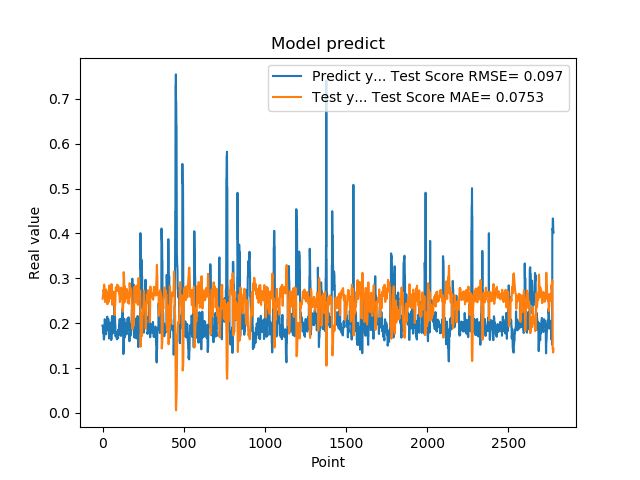 Model predict
Predict y... Test Score RMSE= 0.097
Test y... Test Score MAE= 0.0753
0.7
0.6
0.5
0.4
0.3
0.2
0.1
0.0
Real value
0 500 1000 1500 2000 2500
Point